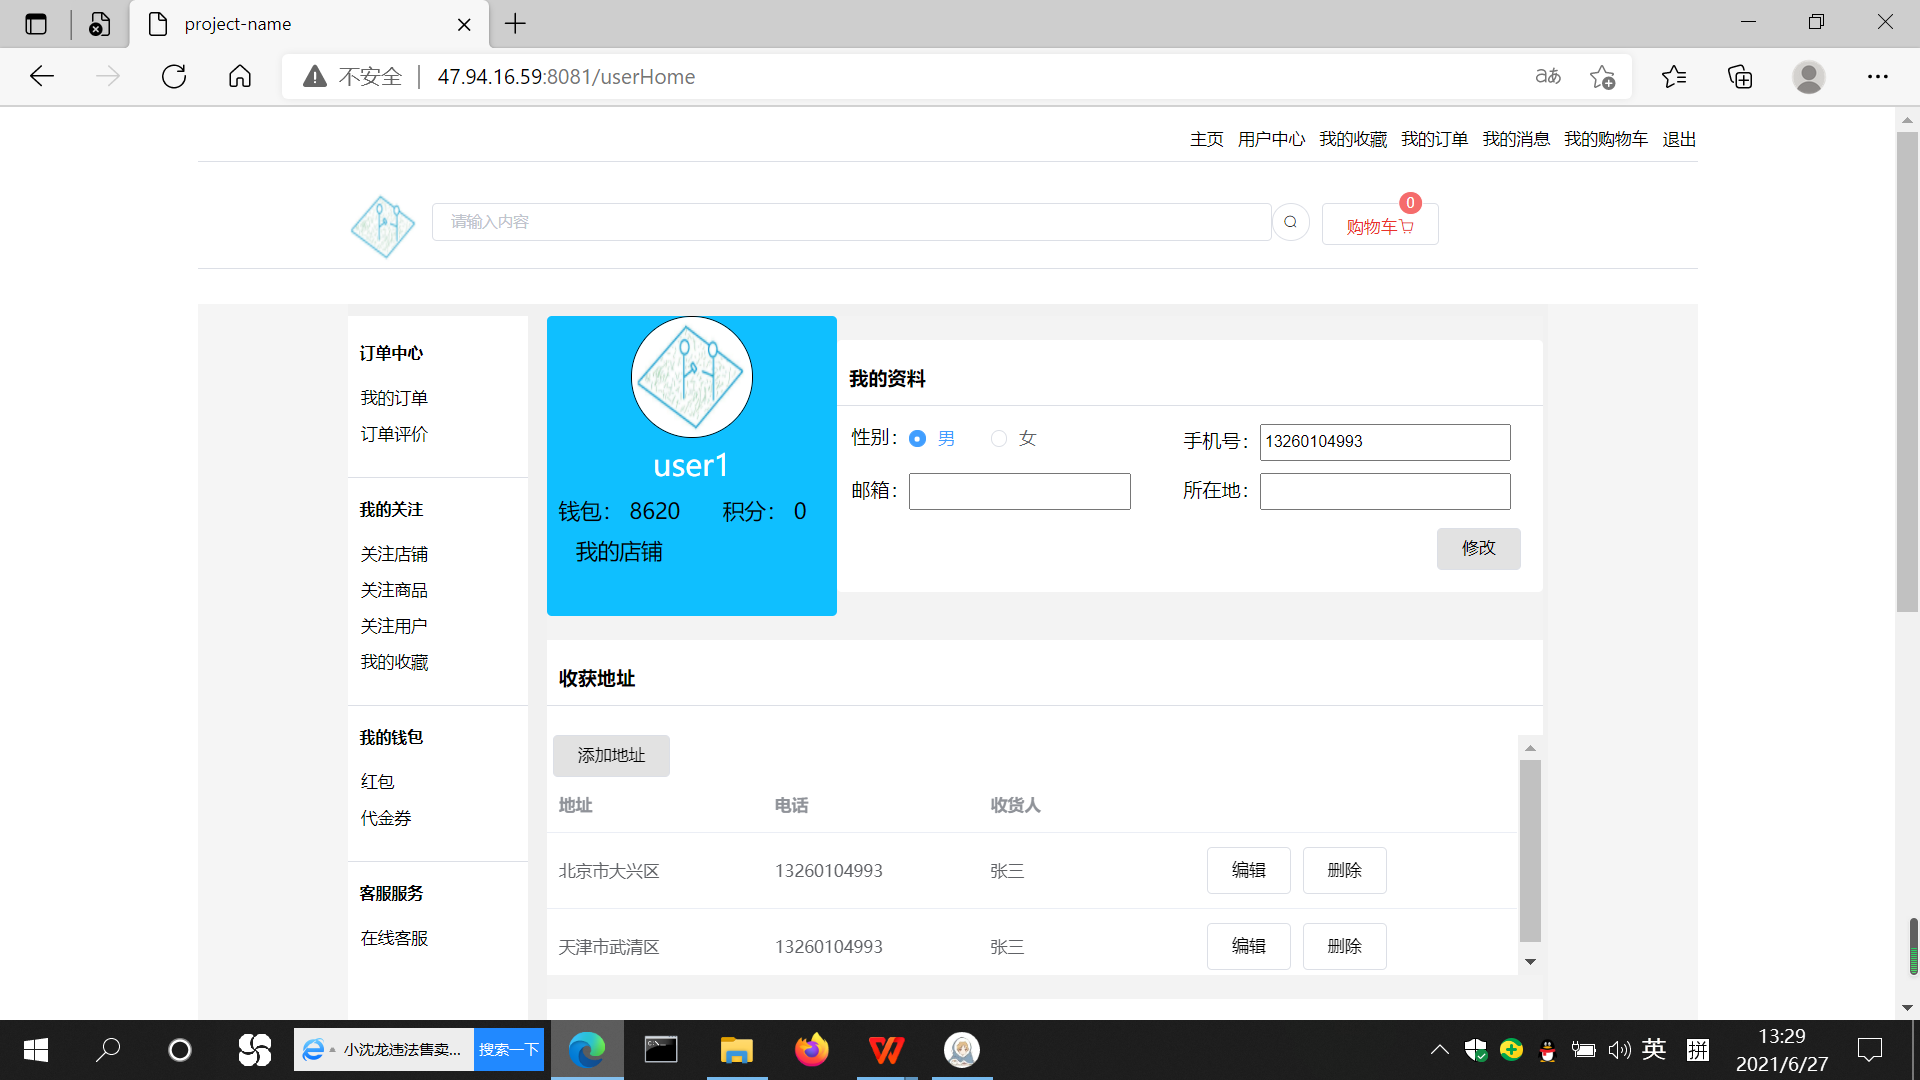 project-name
不安全 47.94.16.59:8081/userHome aあ
主页 用户中心 我的收藏 我的订单 我的消息 我的购物车 退出
请输入内容
购物车 0
订单中心
我的订单
订单评价
我的关注
关注店铺
关注商品
关注用户
我的收藏
我的钱包
红包
代金券
客服服务
在线客服
user1
钱包： 8620 积分： 0
我的店铺
我的资料
性别： 男 女 手机号： 13260104993
邮箱： 所在地：
修改
收获地址
添加地址
地址 电话 收货人
北京市大兴区 13260104993 张三 编辑 删除
天津市武清区 13260104993 张三 编辑 删除
小沈龙违法售卖... 搜索一下
英 拼
13:29
2021/6/27